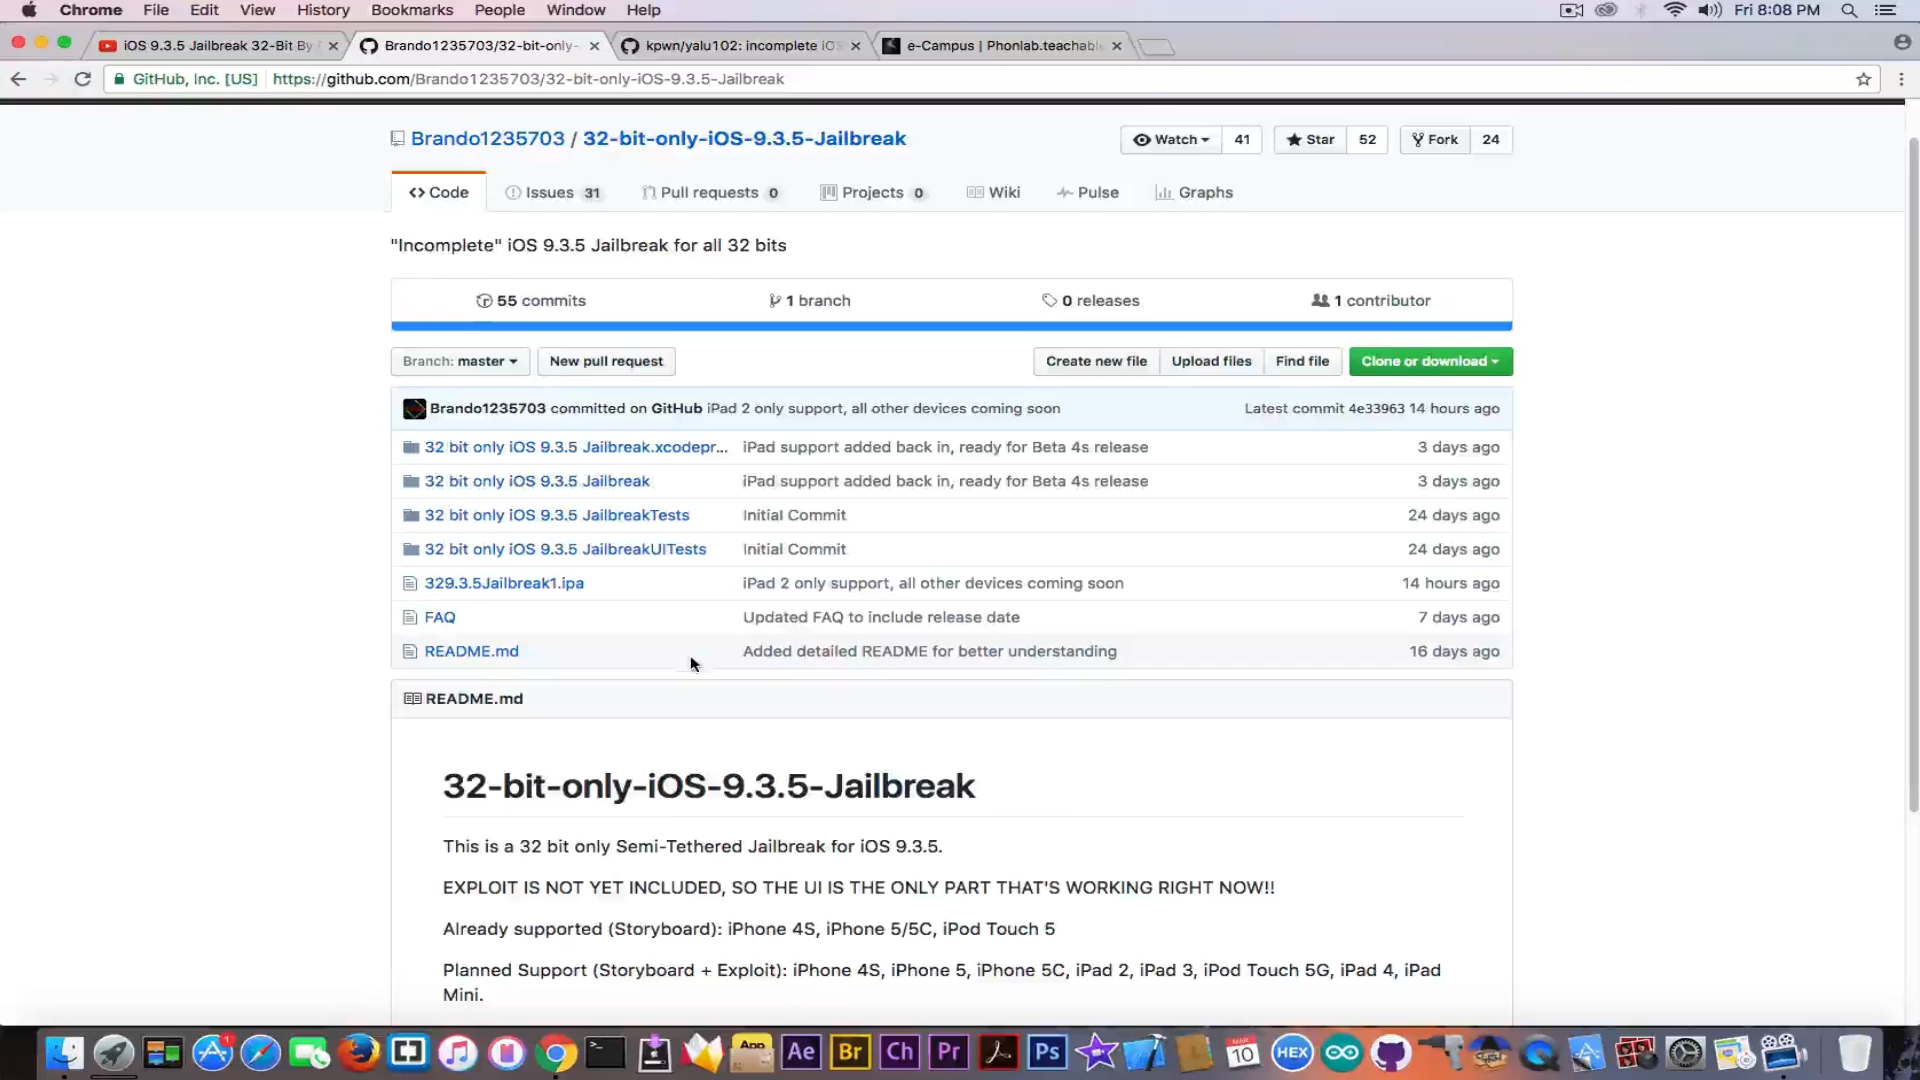 Chrome File Edit View History Bookmarks People Window Help Fri 8:08 PM
iOS 9.3.5 Jailbreak 32-Bit By Brando1235703/32-bit-only- kpwn/yalu102: incomplete iOS e-Campus | Phonlab.teachabl
GitHub, Inc. [US] https://github.com/Brando1235703/32-bit-only-iOS-9.3.5-Jailbreak
Brando1235703 / 32-bit-only-iOS-9.3.5-Jailbreak Watch 41 Star 52 Fork 24
Code Issues 31 Pull requests 0 Projects 0 Wiki Pulse Graphs
"Incomplete" iOS 9.3.5 Jailbreak for all 32 bits
55 commits 1 branch 0 releases 1 contributor
Branch: master New pull request Create new file Upload files Find file Clone or download
Brando1235703 committed on GitHub iPad 2 only support, all other devices coming soon Latest commit 4e33963 14 hours ago
32 bit only iOS 9.3.5 Jailbreak.xcodepr... iPad support added back in, ready for Beta 4s release 3 days ago
32 bit only iOS 9.3.5 Jailbreak iPad support added back in, ready for Beta 4s release 3 days ago
32 bit only iOS 9.3.5 JailbreakTests Initial Commit 24 days ago
32 bit only iOS 9.3.5 JailbreakUITests Initial Commit 24 days ago
329.3.5Jailbreak1.ipa iPad 2 only support, all other devices coming soon 14 hours ago
FAQ Updated FAQ to include release date 7 days ago
README.md Added detailed README for better understanding 16 days ago
README.md
32-bit-only-iOS-9.3.5-Jailbreak
This is a 32 bit only Semi-Tethered Jailbreak for iOS 9.3.5.
EXPLOIT IS NOT YET INCLUDED, SO THE UI IS THE ONLY PART THAT'S WORKING RIGHT NOW!!
Already supported (Storyboard): iPhone 4S, iPhone 5/5C, iPod Touch 5
Planned Support (Storyboard + Exploit): iPhone 4S, iPhone 5, iPhone 5C, iPad 2, iPad 3, iPod Touch 5G, iPad 4, iPad
Mini.
1 App Ae Br Ch Pr Ps MAR 10 HEX